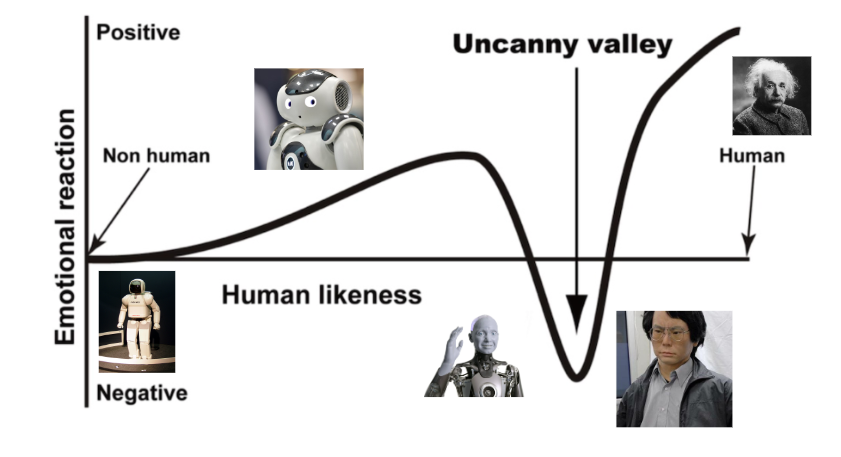 Positive
Uncanny valley
Non human
Human
Emotional reaction
Human likeness
Negative